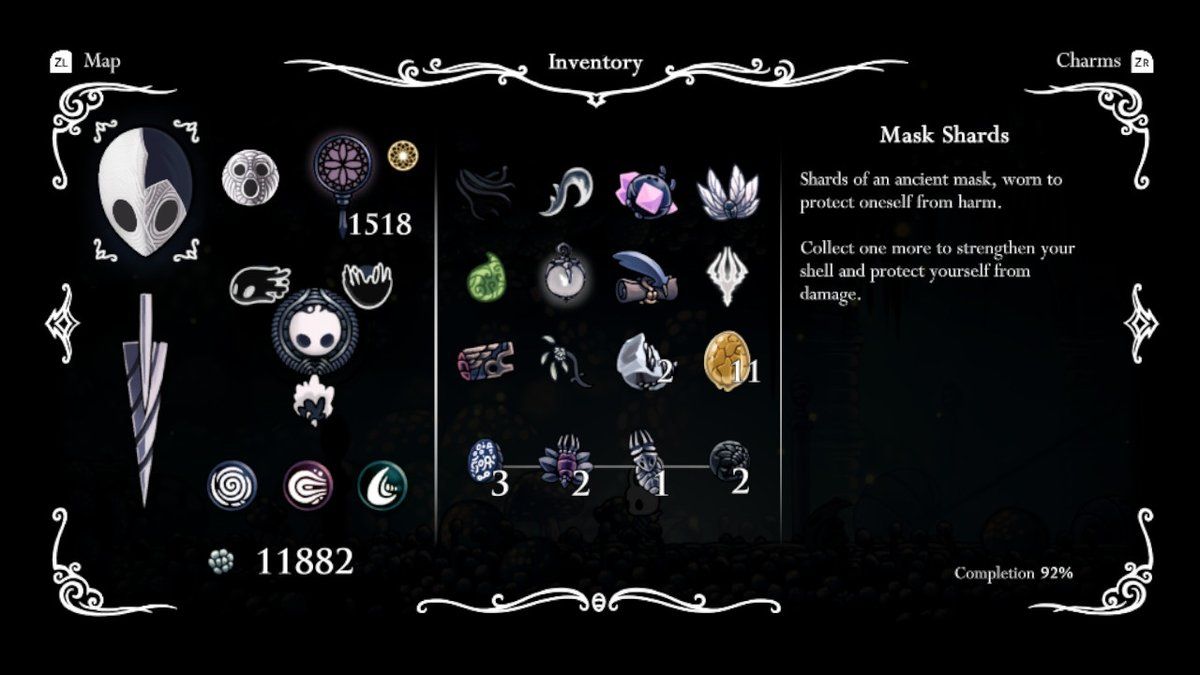 ZL Map
Inventory
Charms ZR
Mask Shards
Shards of an ancient mask, worn to
protect oneself from harm.
Collect one more to strengthen your
shell and protect yourself from
damage.
1518
2
11
3
2
1
2
11882
Completion 92%